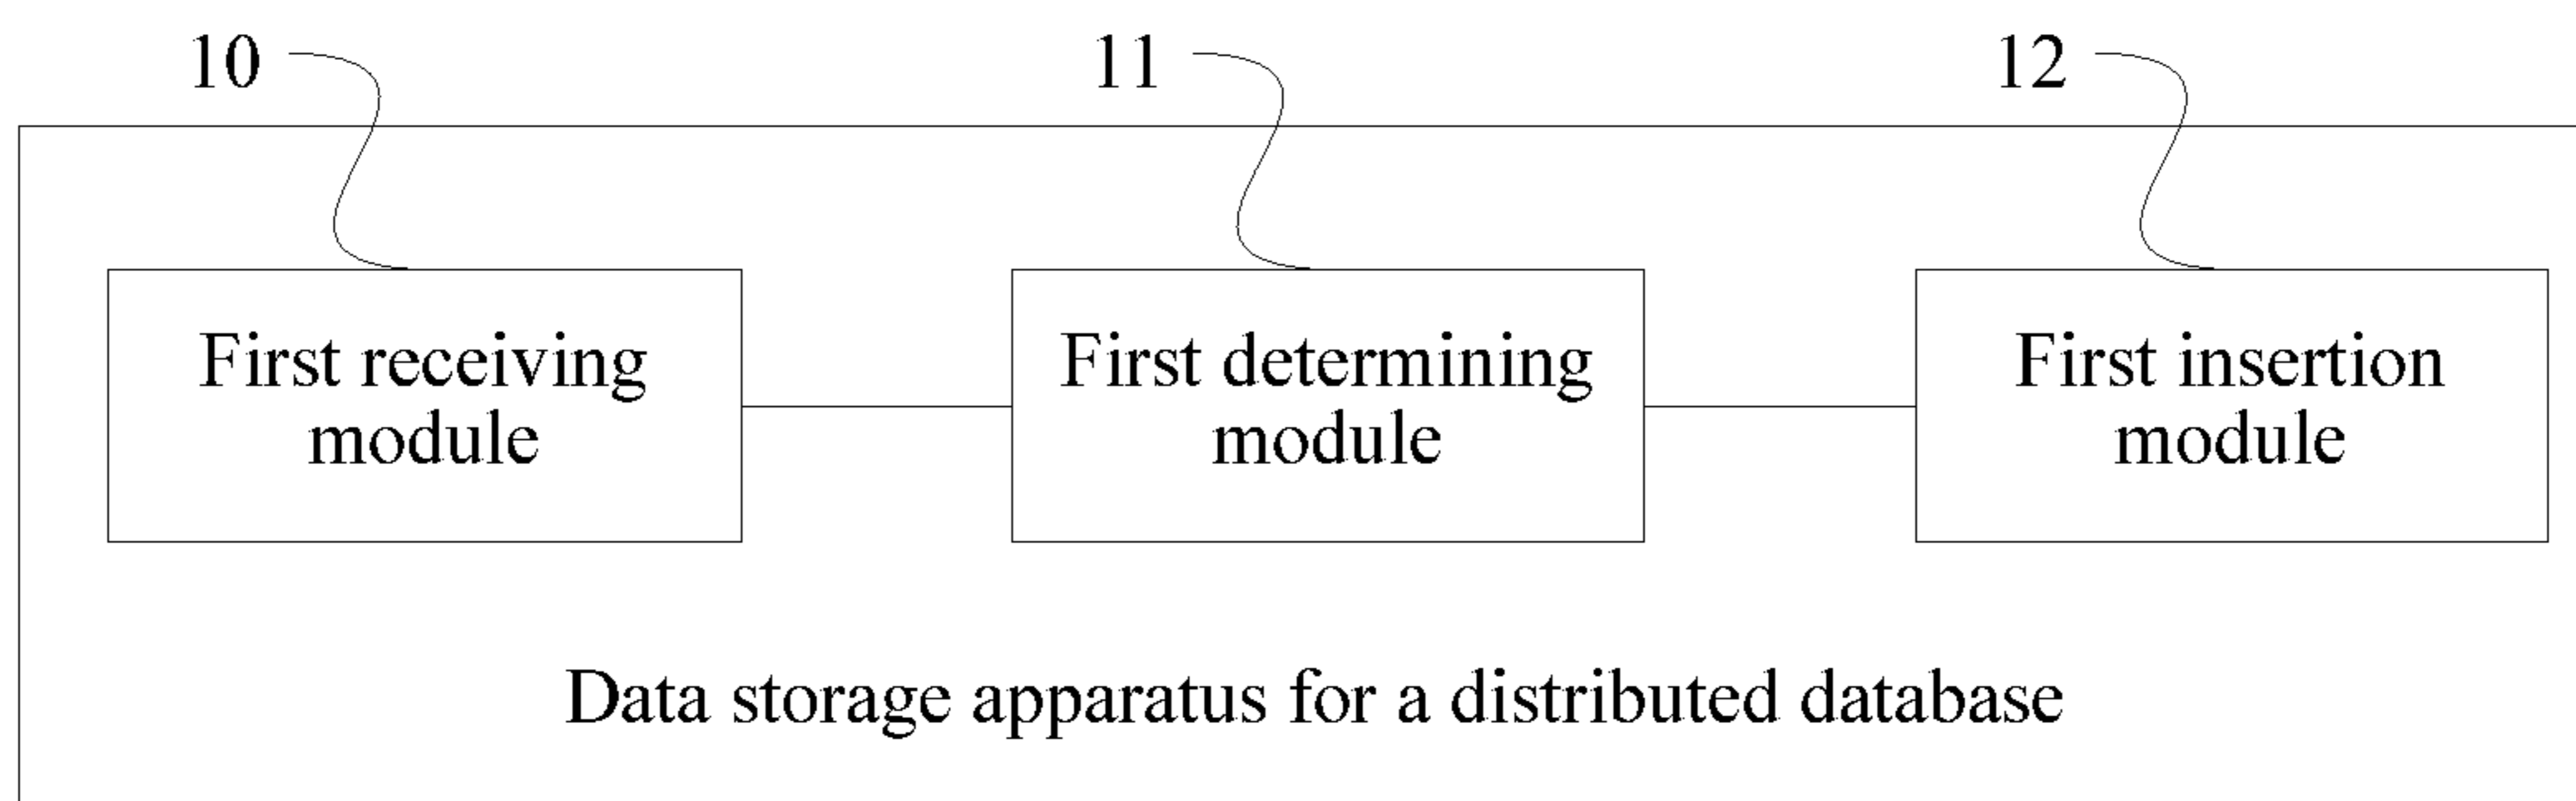 10
11
12
First receiving
module
First determining
module
First insertion
module
Data storage apparatus for a distributed database